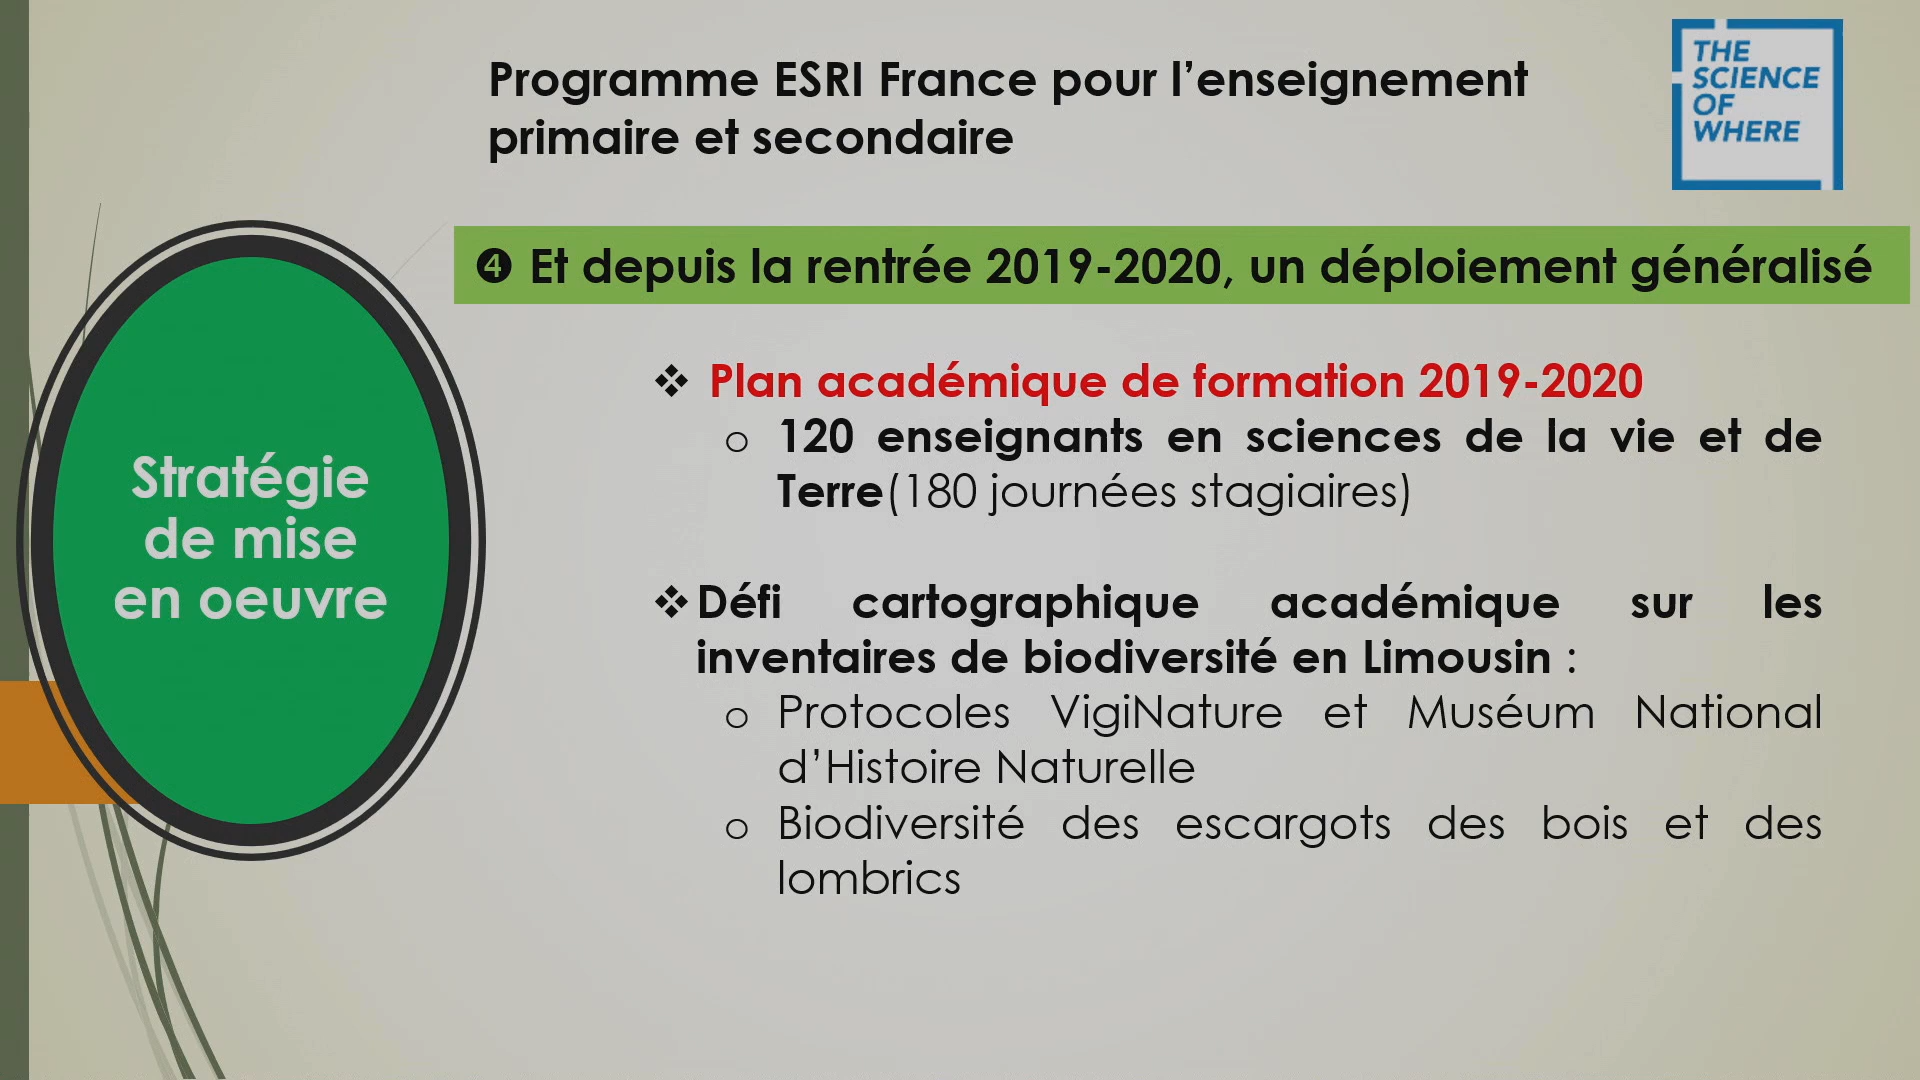 Programme ESRI France pour l’enseignement
primaire et secondaire
THE
SCIENCE
OF
WHERE
❹ Et depuis la rentrée 2019-2020, un déploiement généralisé
Stratégie
de mise
en oeuvre
❖ Plan académique de formation 2019-2020
o 120 enseignants en sciences de la vie et de
Terre(180 journées stagiaires)
❖ Défi cartographique académique sur les
inventaires de biodiversité en Limousin :
o Protocoles VigiNature et Muséum National
d’Histoire Naturelle
o Biodiversité des escargots des bois et des
lombrics